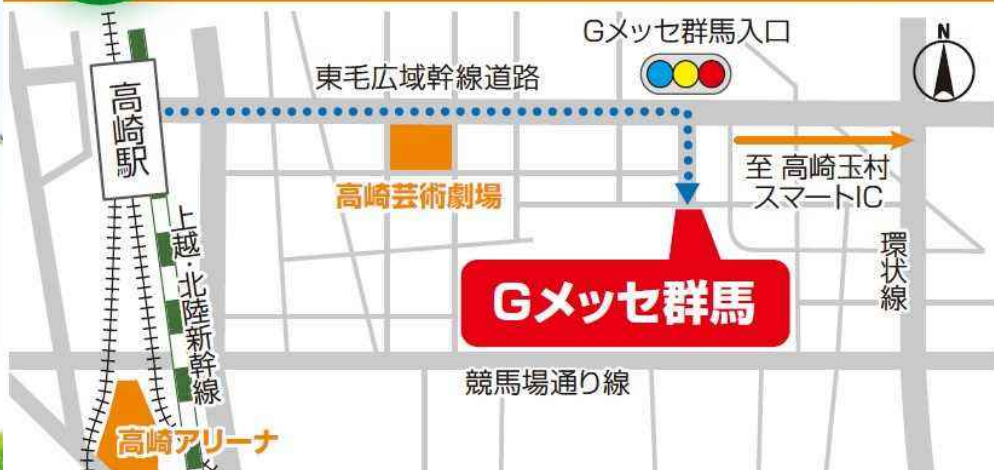 Gメッセ群馬入口
N
東毛広域幹線道路
高崎駅
至 高崎玉村
スマートIC
高崎芸術劇場
上越・北陸新幹線
環状線
Gメッセ群馬
競馬場通り線
高崎アリーナ